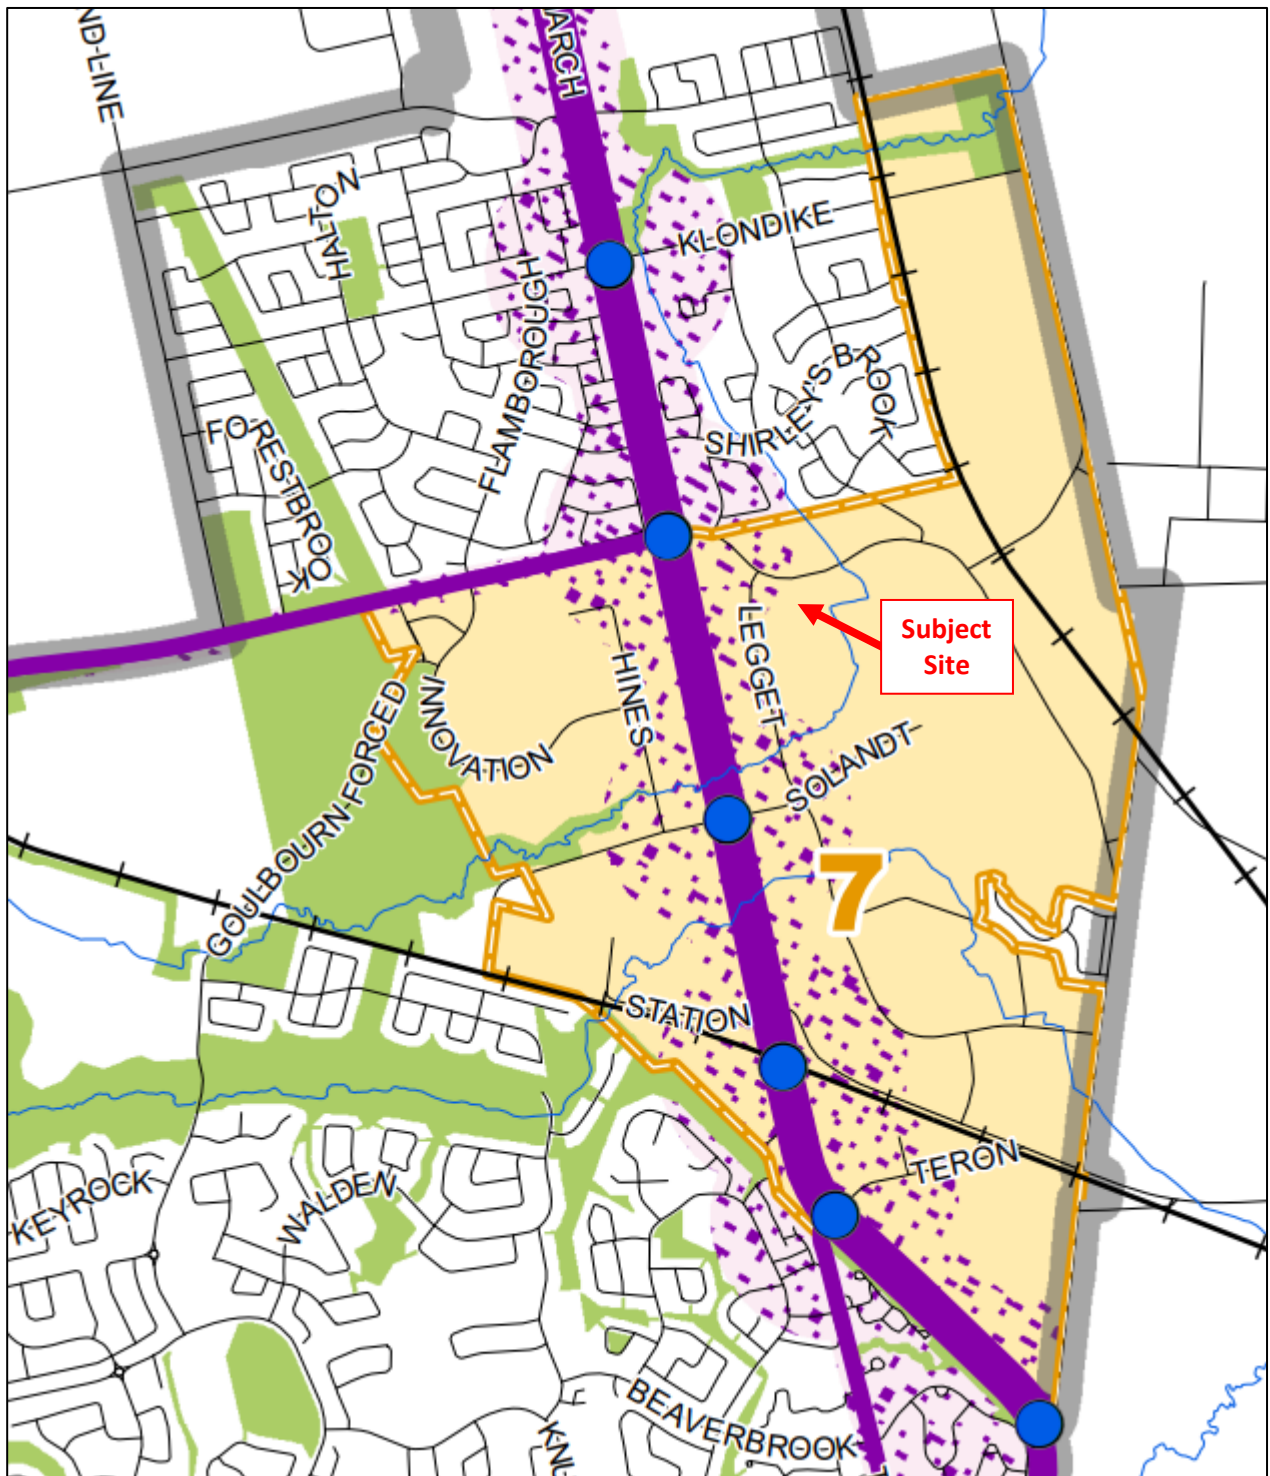 ND-LINE
ARCH
HALTON
KLONDIKE
FLAMBOROUGH
SHIRLEY'S BROOK
FORESTBROOK
Subject
Site
LEGGET
HINES
INNOVATION
GOULBOURN-FORCED
SOLANDT
7
STATION
TERON
KEYROCK
WALDEN
BEAVERBROOK
KNU